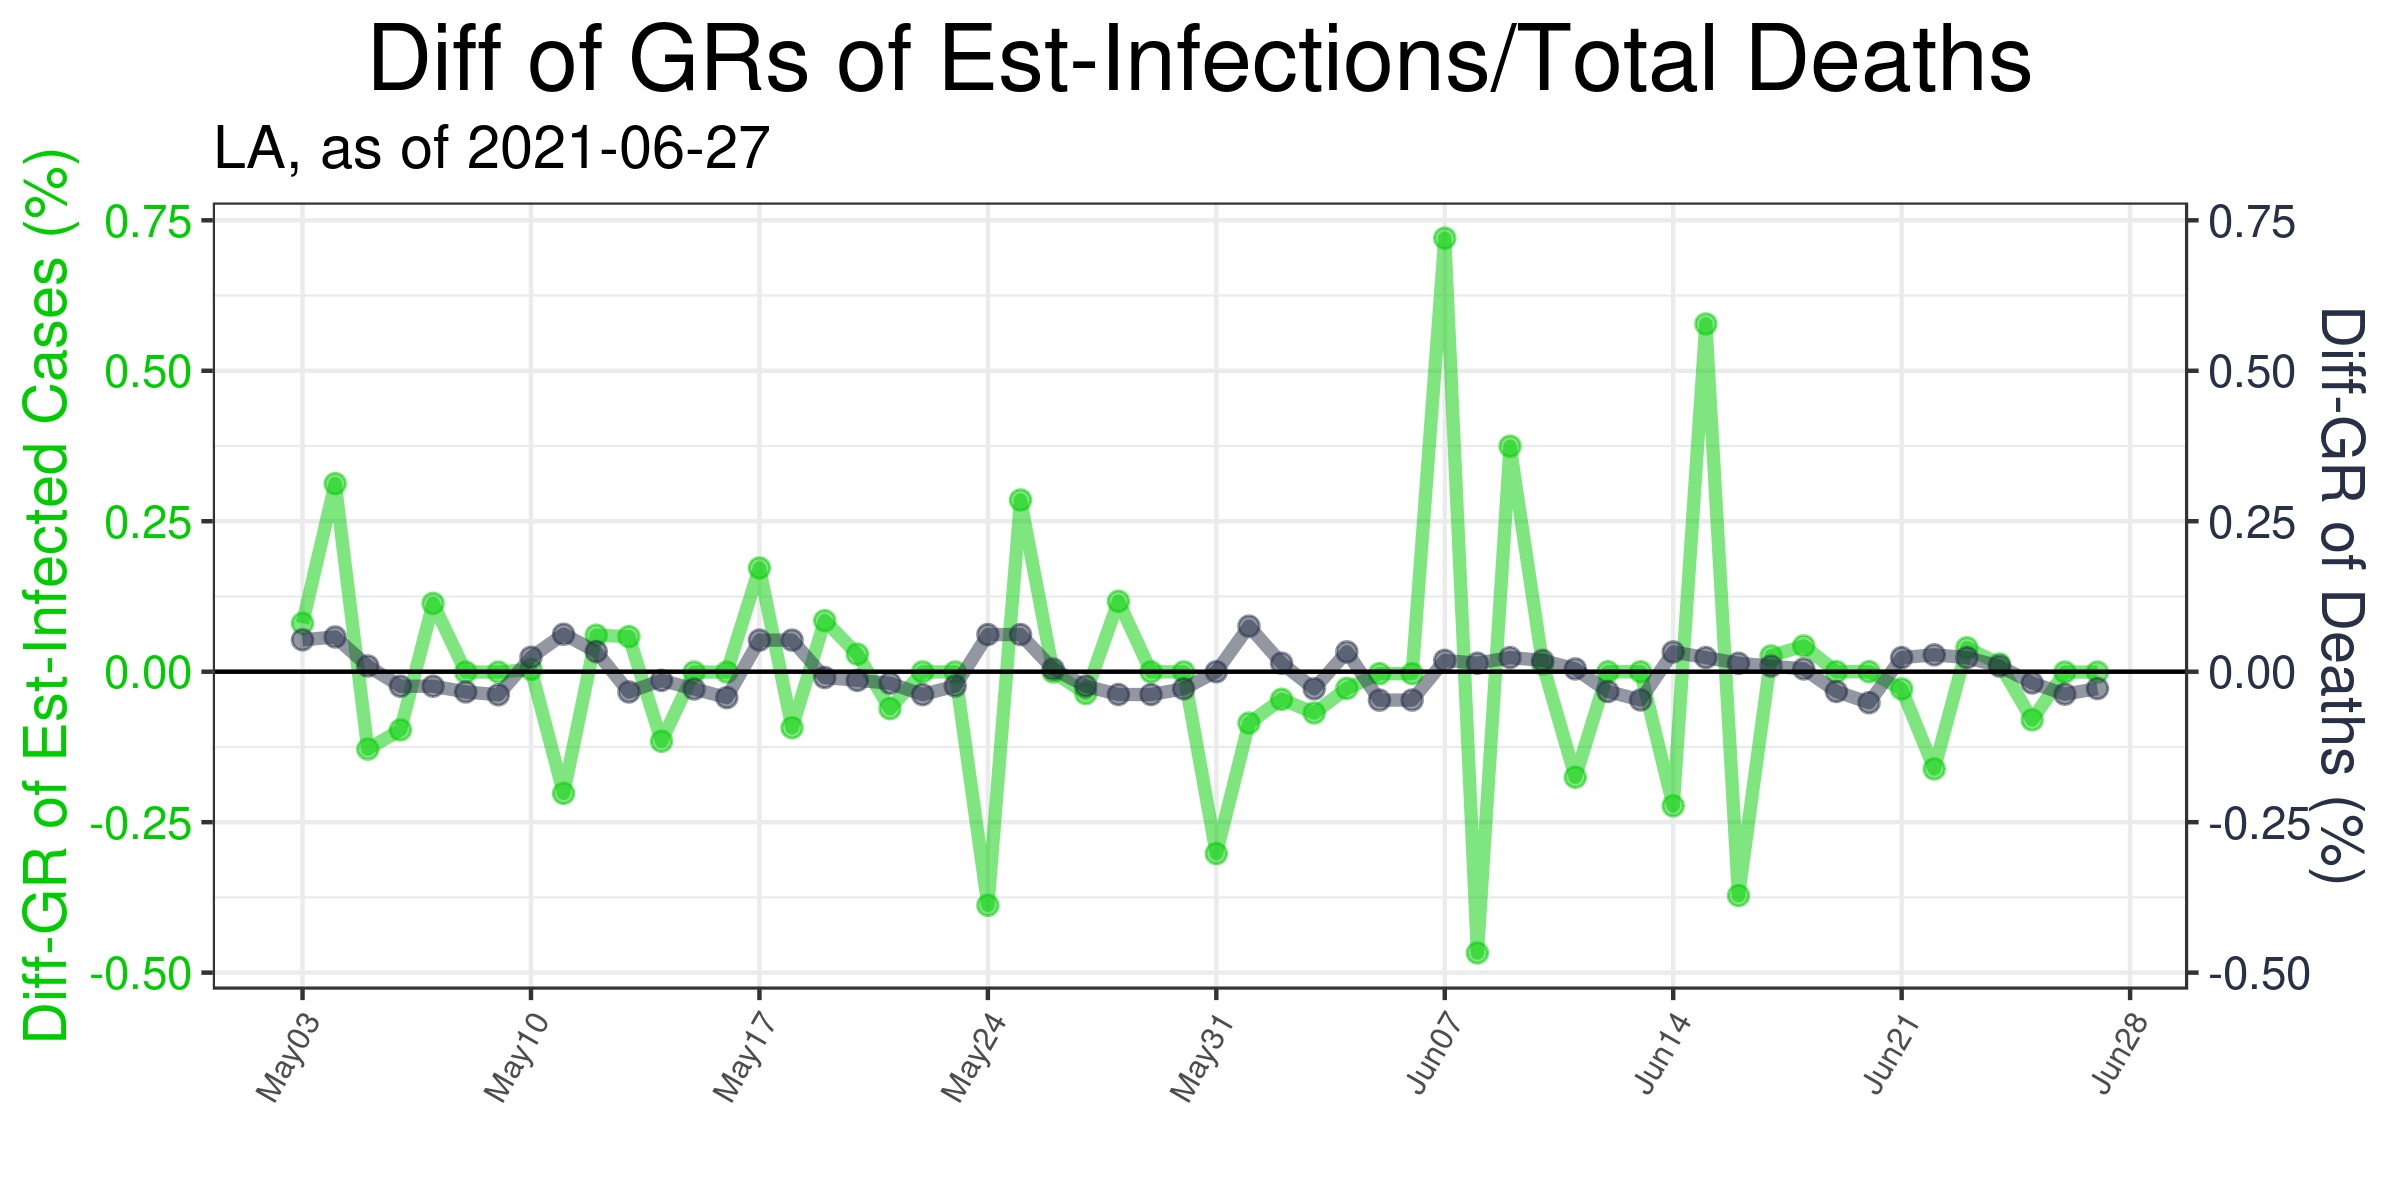 Diff of GRs of Est-Infections/Total Deaths
LA, as of 2021-06-27
Diff-GR of Est-Infected Cases (%)
0.75
0.50
0.25
0.00
-0.25
-0.50
0.75
0.50
0.25
0.00
-0.25
-0.50
Diff-GR of Deaths (%)
May03
May10
May17
May24
May31
Jun07
Jun14
Jun21
Jun28